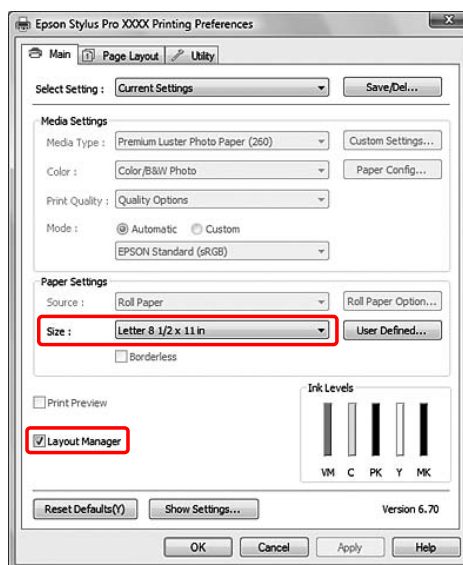 Epson Stylus Pro XXXX Printing Preferences
Main Page Layout Utility
Select Setting : Current Settings Save/Del...
Media Settings
Media Type : Premium Luster Photo Paper (260) Custom Settings...
Color : Color/B&W Photo Paper Config...
Print Quality : Quality Options
Mode : Automatic Custom
EPSON Standard (sRGB)
Paper Settings
Source : Roll Paper Roll Paper Option...
Size : Letter 8 1/2 x 11 in User Defined...
Borderless
Ink Levels
Print Preview
Layout Manager
VM C PK Y MK
Reset Defaults(Y) Show Settings... Version 6.70
OK Cancel Apply Help